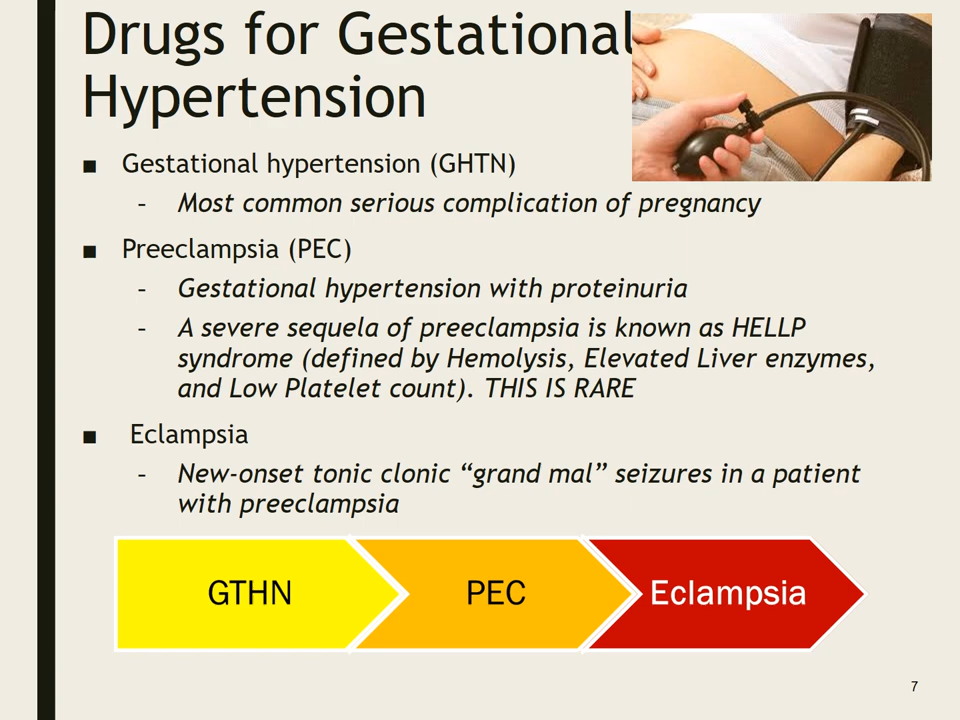 Drugs for Gestational
Hypertension
■ Gestational hypertension (GHTN)
– Most common serious complication of pregnancy
■ Preeclampsia (PEC)
– Gestational hypertension with proteinuria
– A severe sequela of preeclampsia is known as HELLP
syndrome (defined by Hemolysis, Elevated Liver enzymes,
and Low Platelet count). THIS IS RARE
■ Eclampsia
– New-onset tonic clonic “grand mal” seizures in a patient
with preeclampsia
GTHN PEC Eclampsia
7